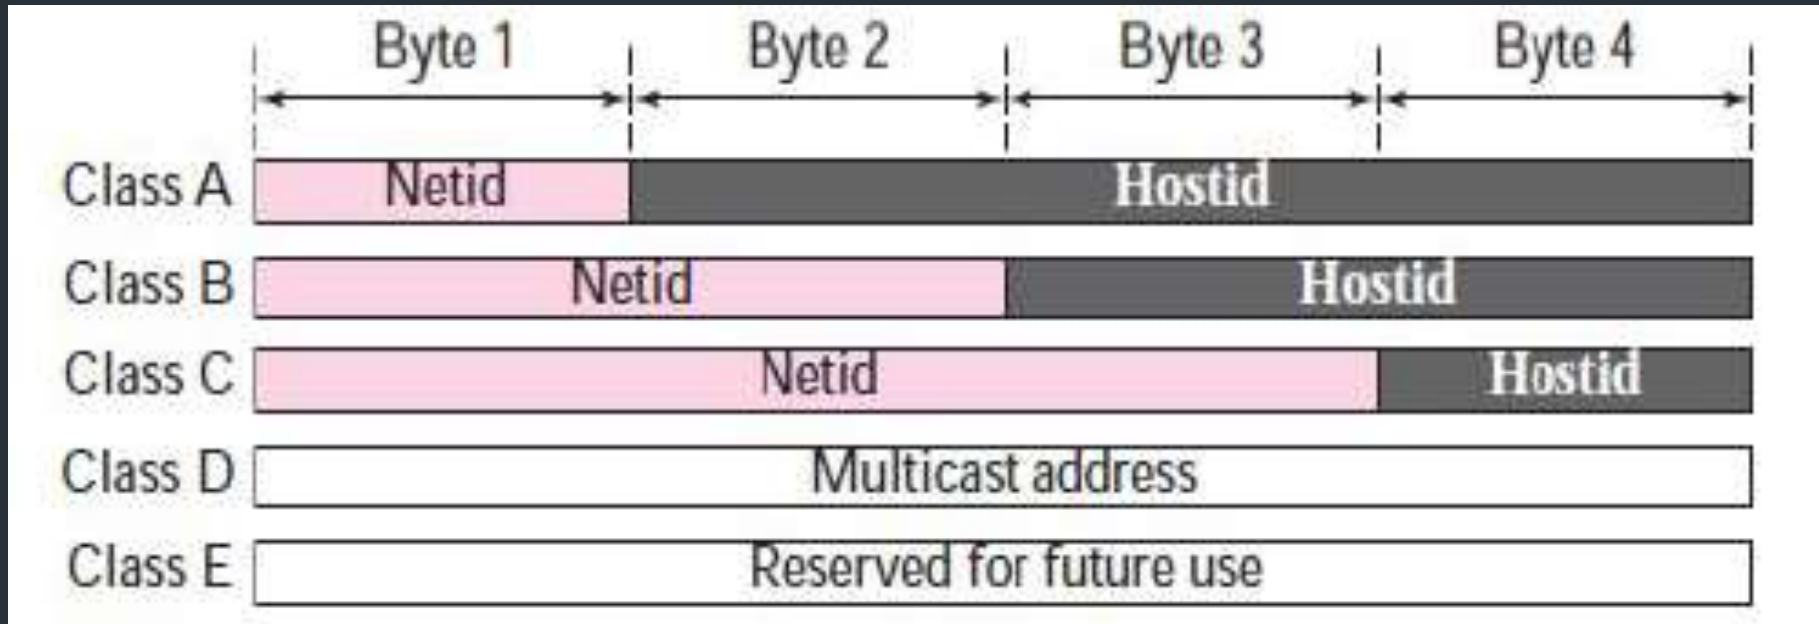 Byte 1 Byte 2 Byte 3 Byte 4
Class A Netid Hostid
Class B Netid Hostid
Class C Netid Hostid
Class D Multicast address
Class E Reserved for future use